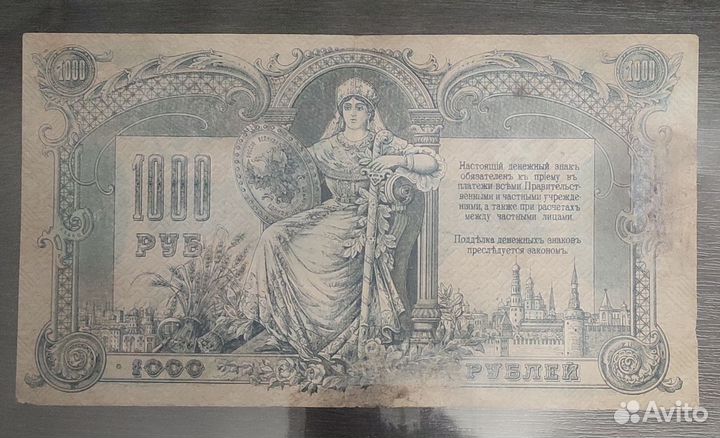 1000
1000
1000
РУБ
Настоящій денежный знак
обязателенъ къ пріему въ
платежи всѣми Правительст-
венными и частными учрежде-
ніями, а также при расчетахъ
между частными лицами.
Поддѣлка денежныхъ знаковъ
преслѣдуется закономъ.
1000
РУБЛЕЙ
Avito